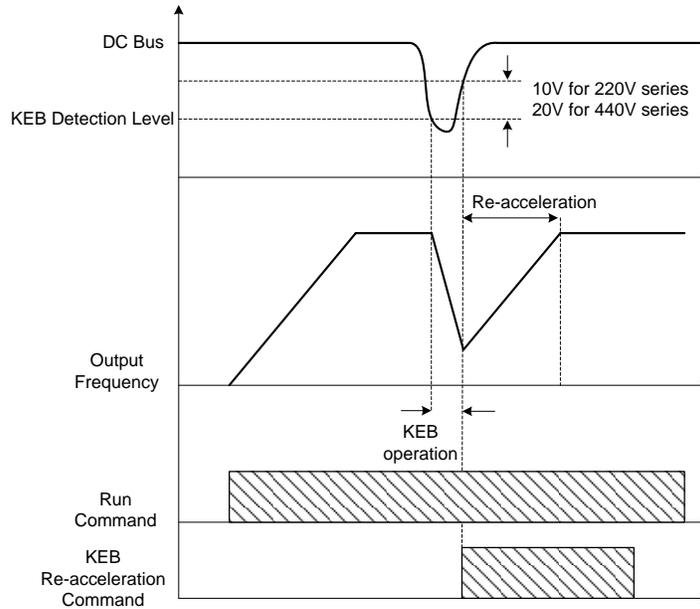 DC Bus
10V for 220V series
20V for 440V series
KEB Detection Level
Re-acceleration
Output
Frequency
KEB
operation
Run
Command
KEB
Re-acceleration
Command